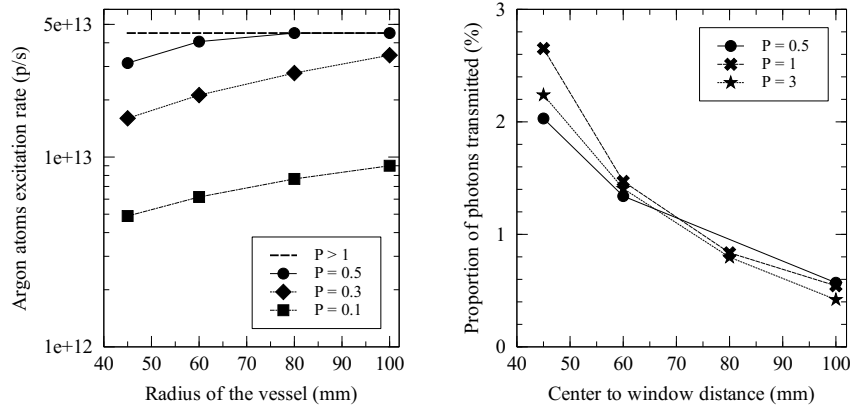 Argon atoms excitation rate (p/s)
5e+13
1e+13
1e+12
P > 1
P = 0.5
P = 0.3
P = 0.1
40 50 60 70 80 90 100
Radius of the vessel (mm)
Proportion of photons transmitted (%)
3
2
1
0
P = 0.5
P = 1
P = 3
40 50 60 70 80 90 100
Center to window distance (mm)